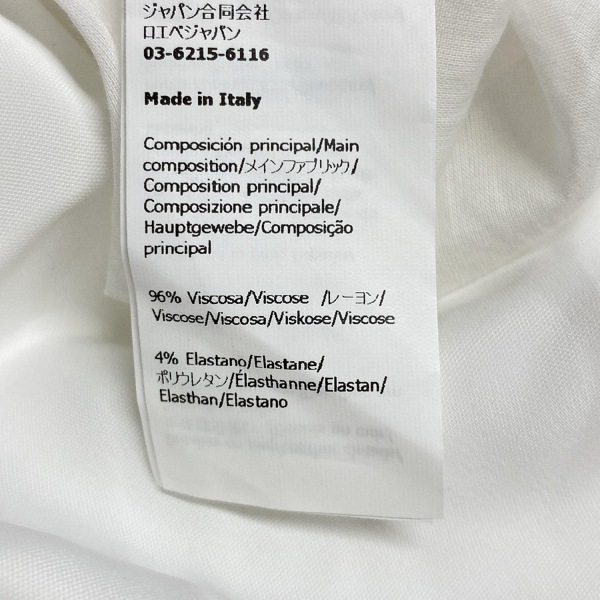 ジャパン合同会社
ロエベジャパン
03-6215-6116
Made in Italy
Composición principal/Main
composition/メインファブリック/
Composition principal/
Composizione principale/
Hauptgewebe/Composição
principal
96% Viscosa/Viscose /レーヨン/
Viscose/Viscosa/Viskose/Viscose
4% Elastano/Elastane/
ポリウレタン/Élasthanne/Elastan/
Elasthan/Elastano